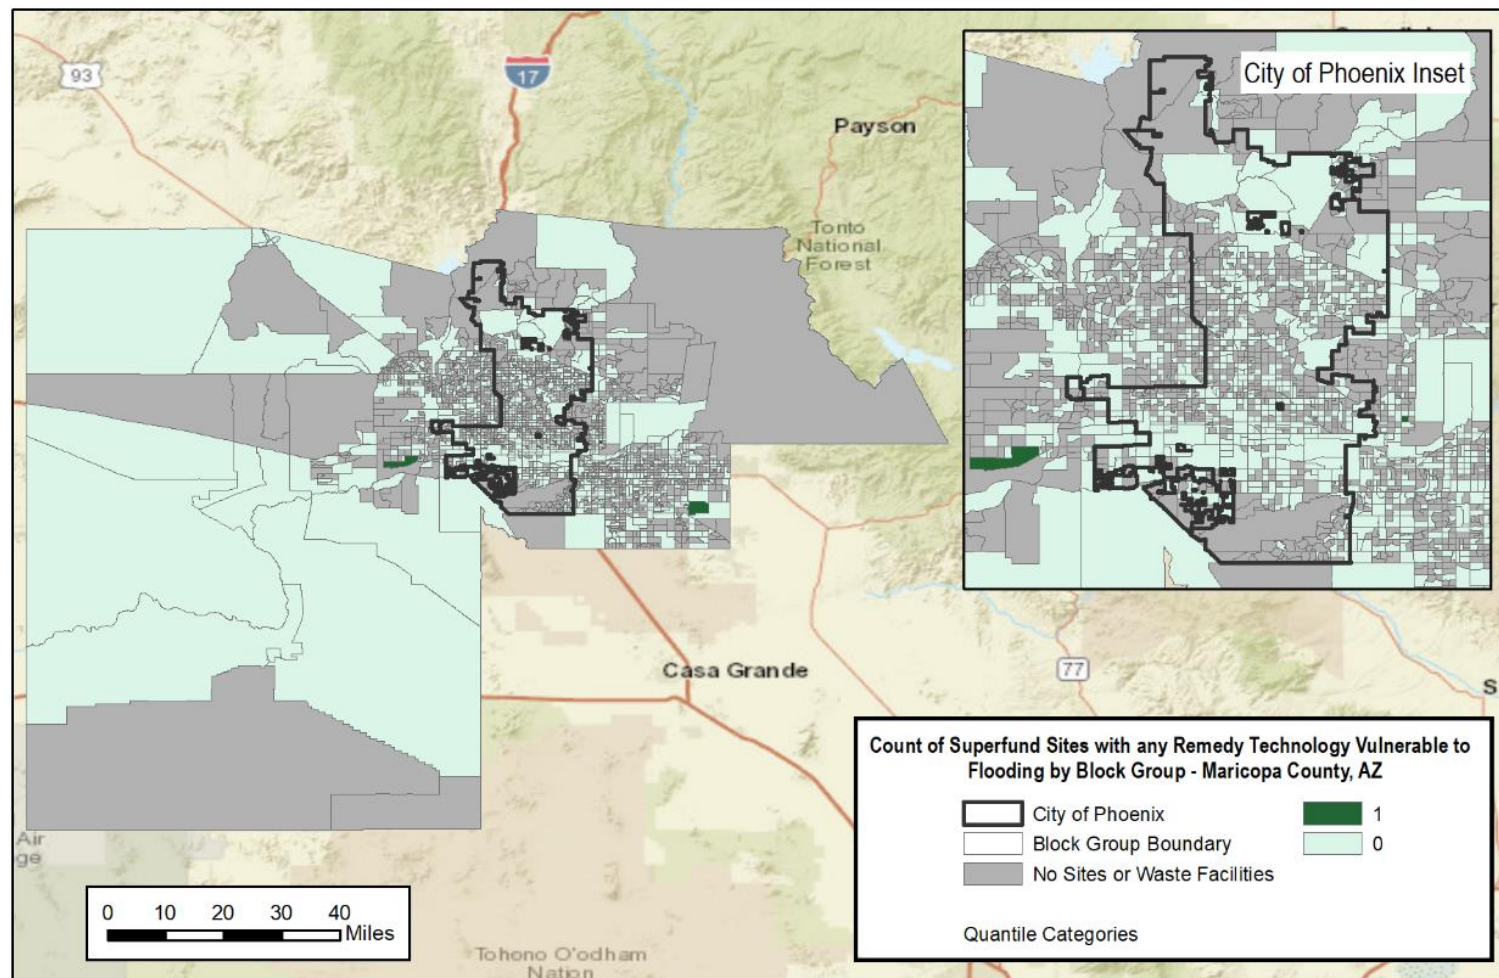 93
17
Payson
City of Phoenix Inset
Tonto
National
Forest
Casa Grande
77
S
Air
ge
Count of Superfund Sites with any Remedy Technology Vulnerable to
Flooding by Block Group - Maricopa County, AZ
City of Phoenix
1
Block Group Boundary
0
No Sites or Waste Facilities
Quantile Categories
0 10 20 30 40
Miles
Tohono O'odham
Nation